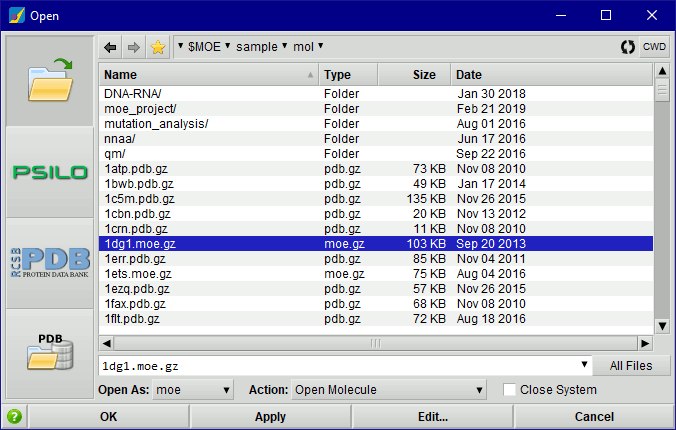 Open
$MOE sample mol CWD
Name Type Size Date
DNA-RNA/ Folder Jan 30 2018
moe_project/ Folder Feb 21 2019
mutation_analysis/ Folder Aug 01 2016
nnaa/ Folder Jun 17 2016
qm/ Folder Sep 22 2016
1atp.pdb.gz pdb.gz 73 KB Nov 08 2010
1bwb.pdb.gz pdb.gz 49 KB Jan 17 2014
1c5m.pdb.gz pdb.gz 135 KB Nov 26 2015
1cbn.pdb.gz pdb.gz 20 KB Nov 13 2012
1crn.pdb.gz pdb.gz 11 KB Nov 08 2010
1dg1.moe.gz moe.gz 103 KB Sep 20 2013
1err.pdb.gz pdb.gz 85 KB Nov 04 2011
1ets.moe.gz moe.gz 75 KB Aug 04 2016
1ezq.pdb.gz pdb.gz 57 KB Nov 26 2015
1fax.pdb.gz pdb.gz 68 KB Nov 08 2010
1flt.pdb.gz pdb.gz 72 KB Aug 18 2016
PSILO
RCSB PDB
PROTEIN DATA BANK
PDB
1dg1.moe.gz All Files
Open As: moe Action: Open Molecule Close System
? OK Apply Edit... Cancel